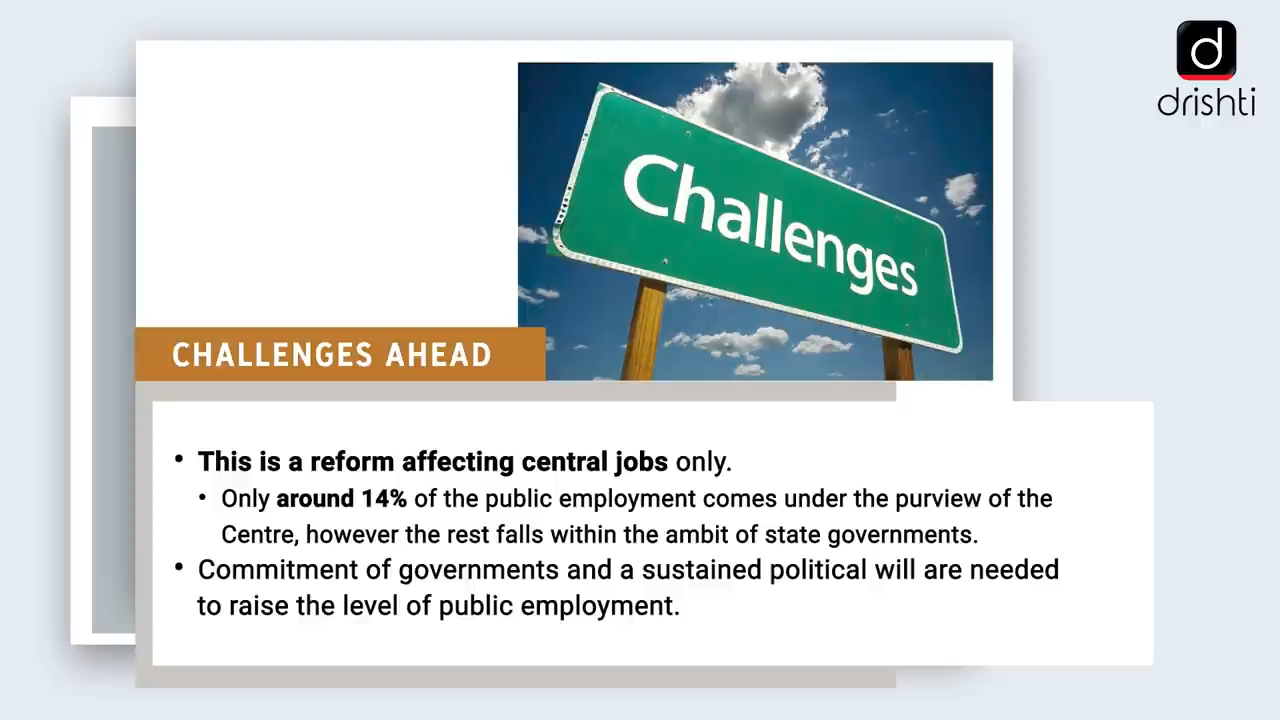 d
drishti
Challenges
CHALLENGES AHEAD
• This is a reform affecting central jobs only.
• Only around 14% of the public employment comes under the purview of the
Centre, however the rest falls within the ambit of state governments.
• Commitment of governments and a sustained political will are needed
to raise the level of public employment.